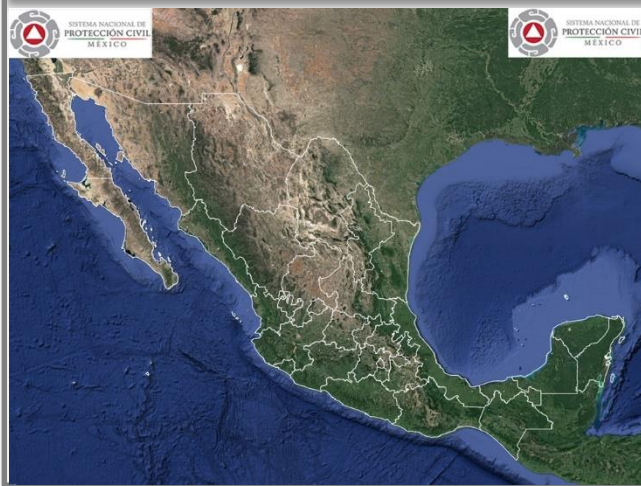 SISTEMA NACIONAL DE
PROTECCIÓN CIVIL
MÉXICO
SISTEMA NACIONAL DE
PROTECCIÓN CIVIL
MÉXICO